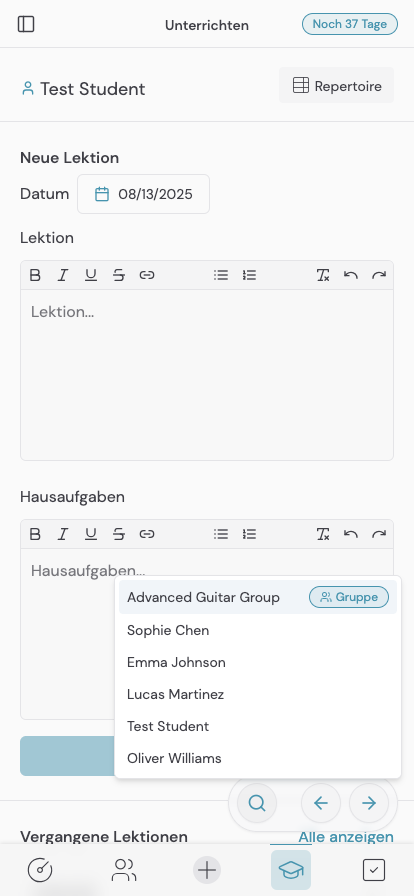 Unterrichten
Noch 37 Tage
Test Student
Repertoire
Neue Lektion
Datum
08/13/2025
Lektion
Lektion...
Hausaufgaben
Hausaufgaben...
Advanced Guitar Group
Gruppe
Sophie Chen
Emma Johnson
Lucas Martinez
Test Student
Oliver Williams
Vergangene Lektionen
Alle anzeigen